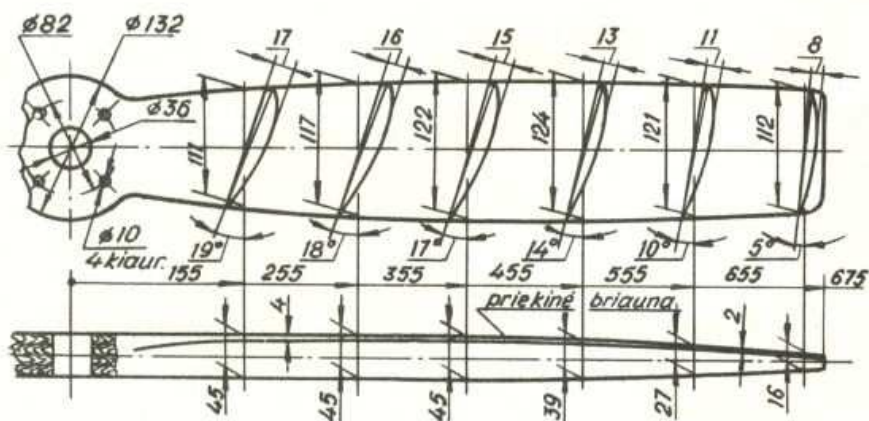 ø82 ø132 17 16 15 13 11 8
ø36
111 117 122 124 121 112
ø10
4 kiaur.
19° 18° 17° 14° 10° 5°
155 255 355 455 555 655 675
priekinė briauna
4 2
45 45 45 39 27 16